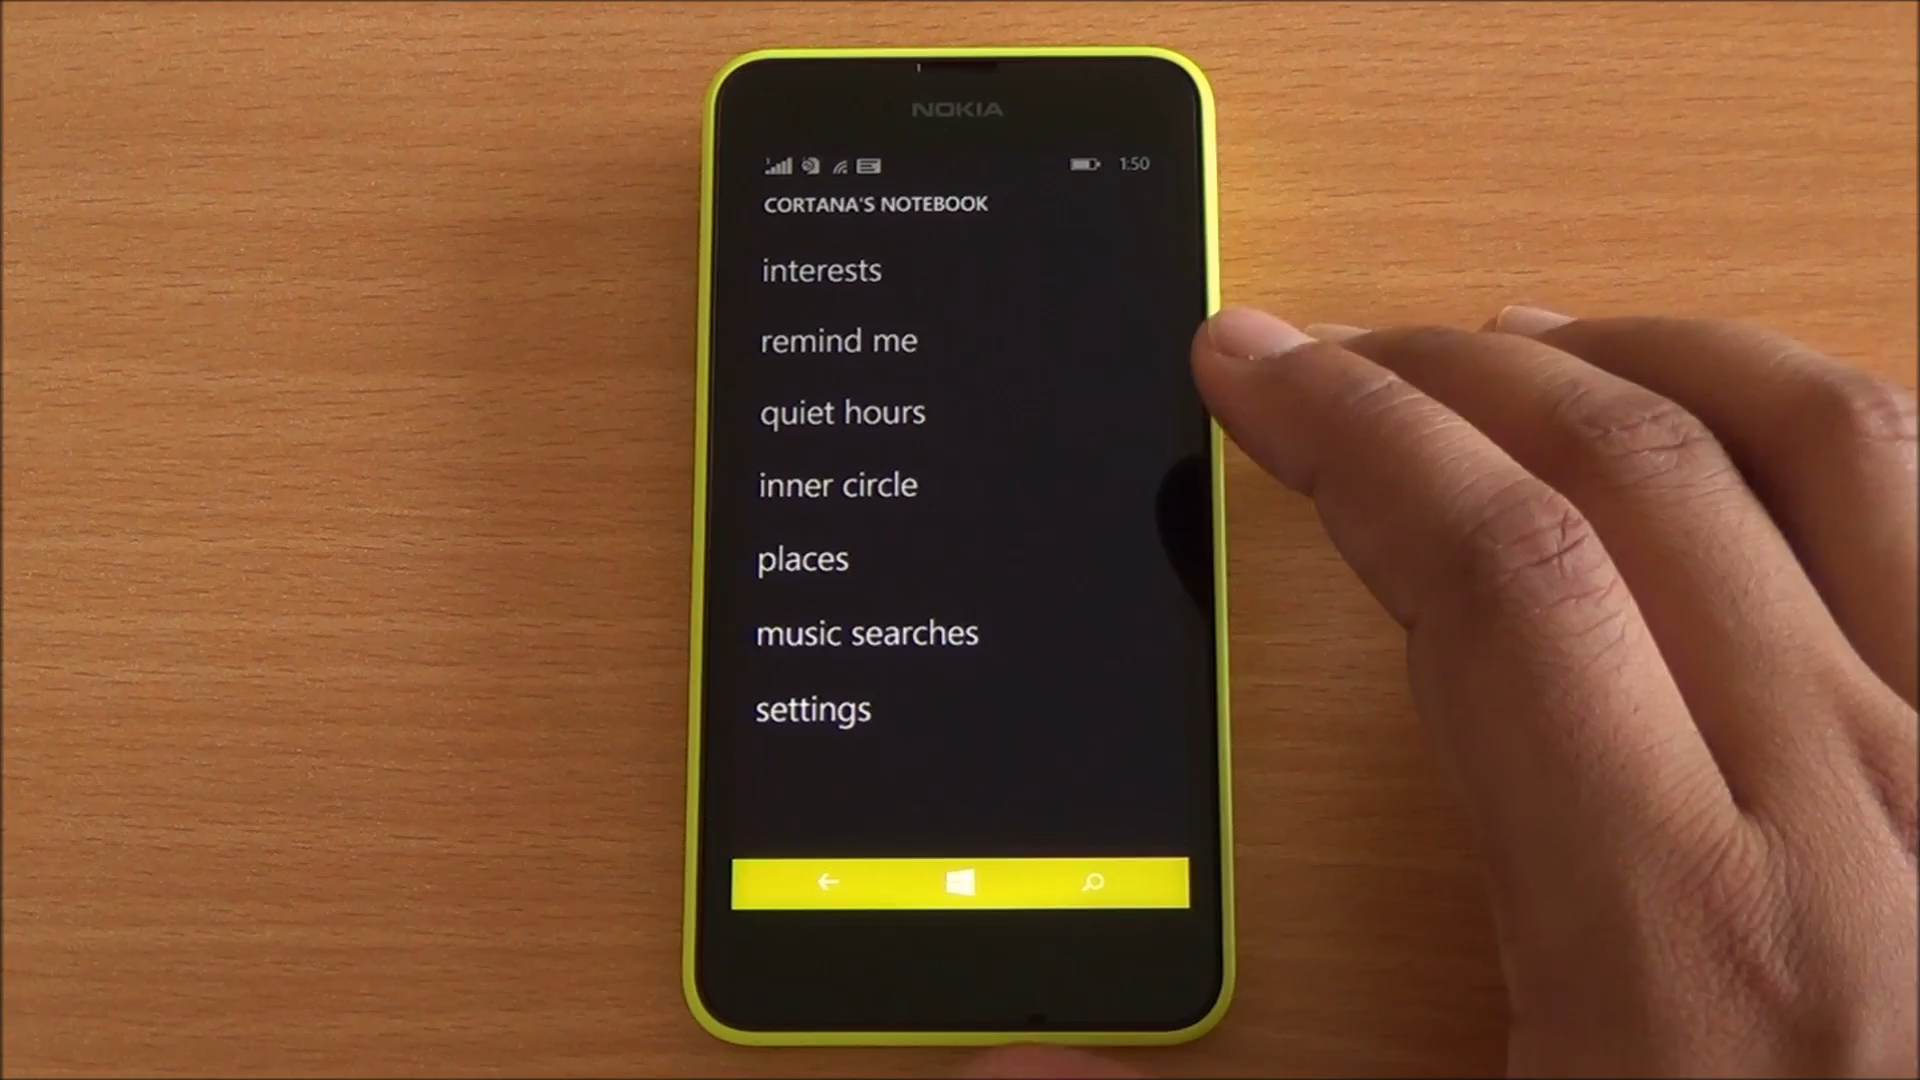 NOKIA
1:50
CORTANA'S NOTEBOOK
interests
remind me
quiet hours
inner circle
places
music searches
settings